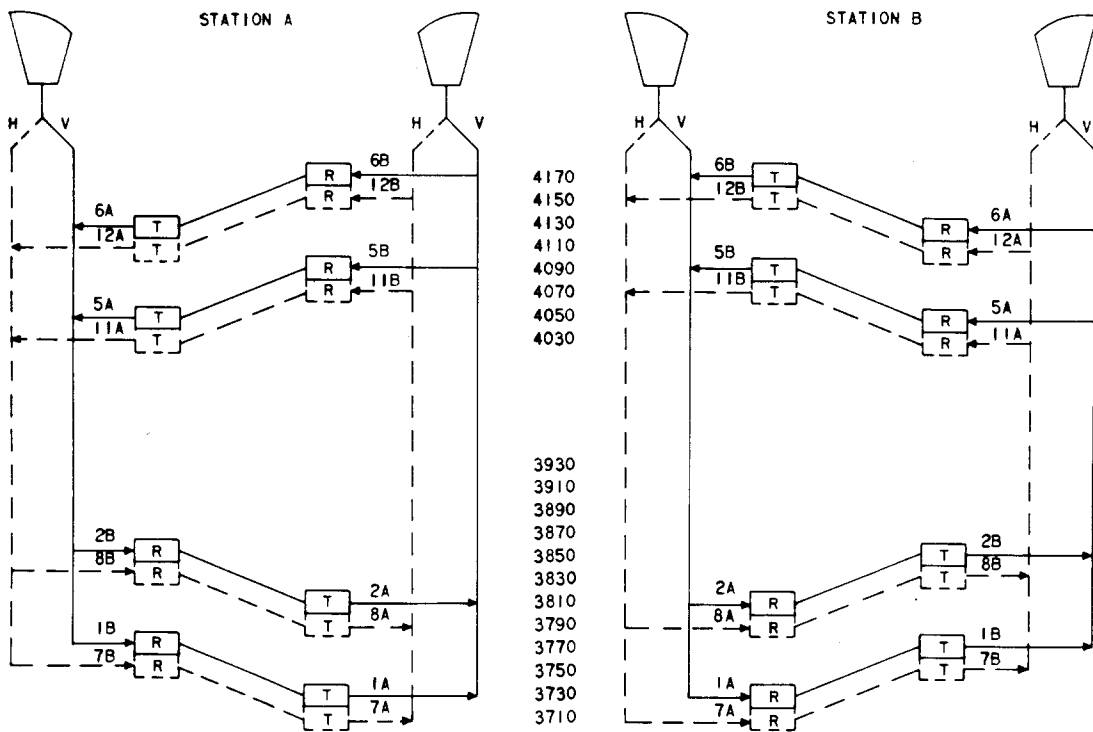 STATION A
STATION B
H V
H V
H V
H V
6B
R
12B
R
6A
T
12A
T
5B
R
11B
R
5A
T
11A
T
2B
R
8B
R
2A
T
8A
T
1B
R
7B
R
1A
T
7A
T
4170
4150
4130
4110
4090
4070
4050
4030
3930
3910
3890
3870
3850
3830
3810
3790
3770
3750
3730
3710
6B
T
12B
T
6A
R
12A
R
5B
T
11B
T
5A
R
11A
R
2B
T
8B
T
2A
R
8A
R
1B
T
7B
T
1A
R
7A
R